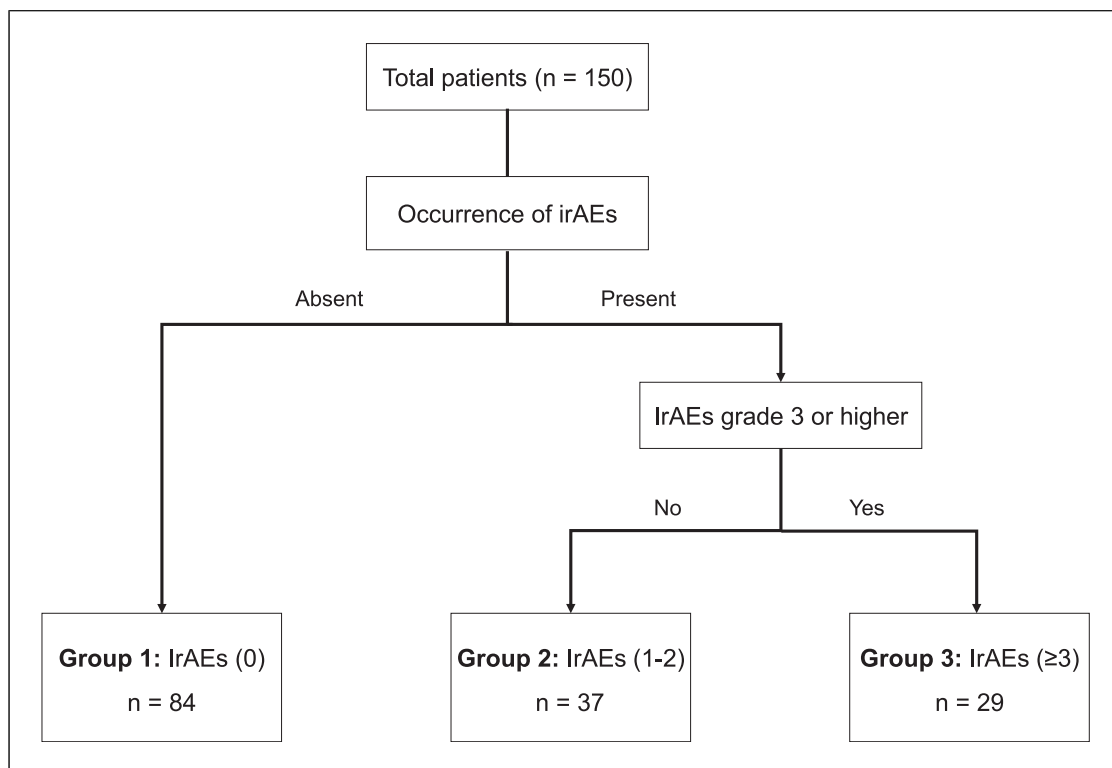 Total patients (n = 150)
Occurrence of irAEs
Absent
Present
IrAEs grade 3 or higher
No
Yes
Group 1: IrAEs (0)
n = 84
Group 2: IrAEs (1-2)
n = 37
Group 3: IrAEs (≥3)
n = 29